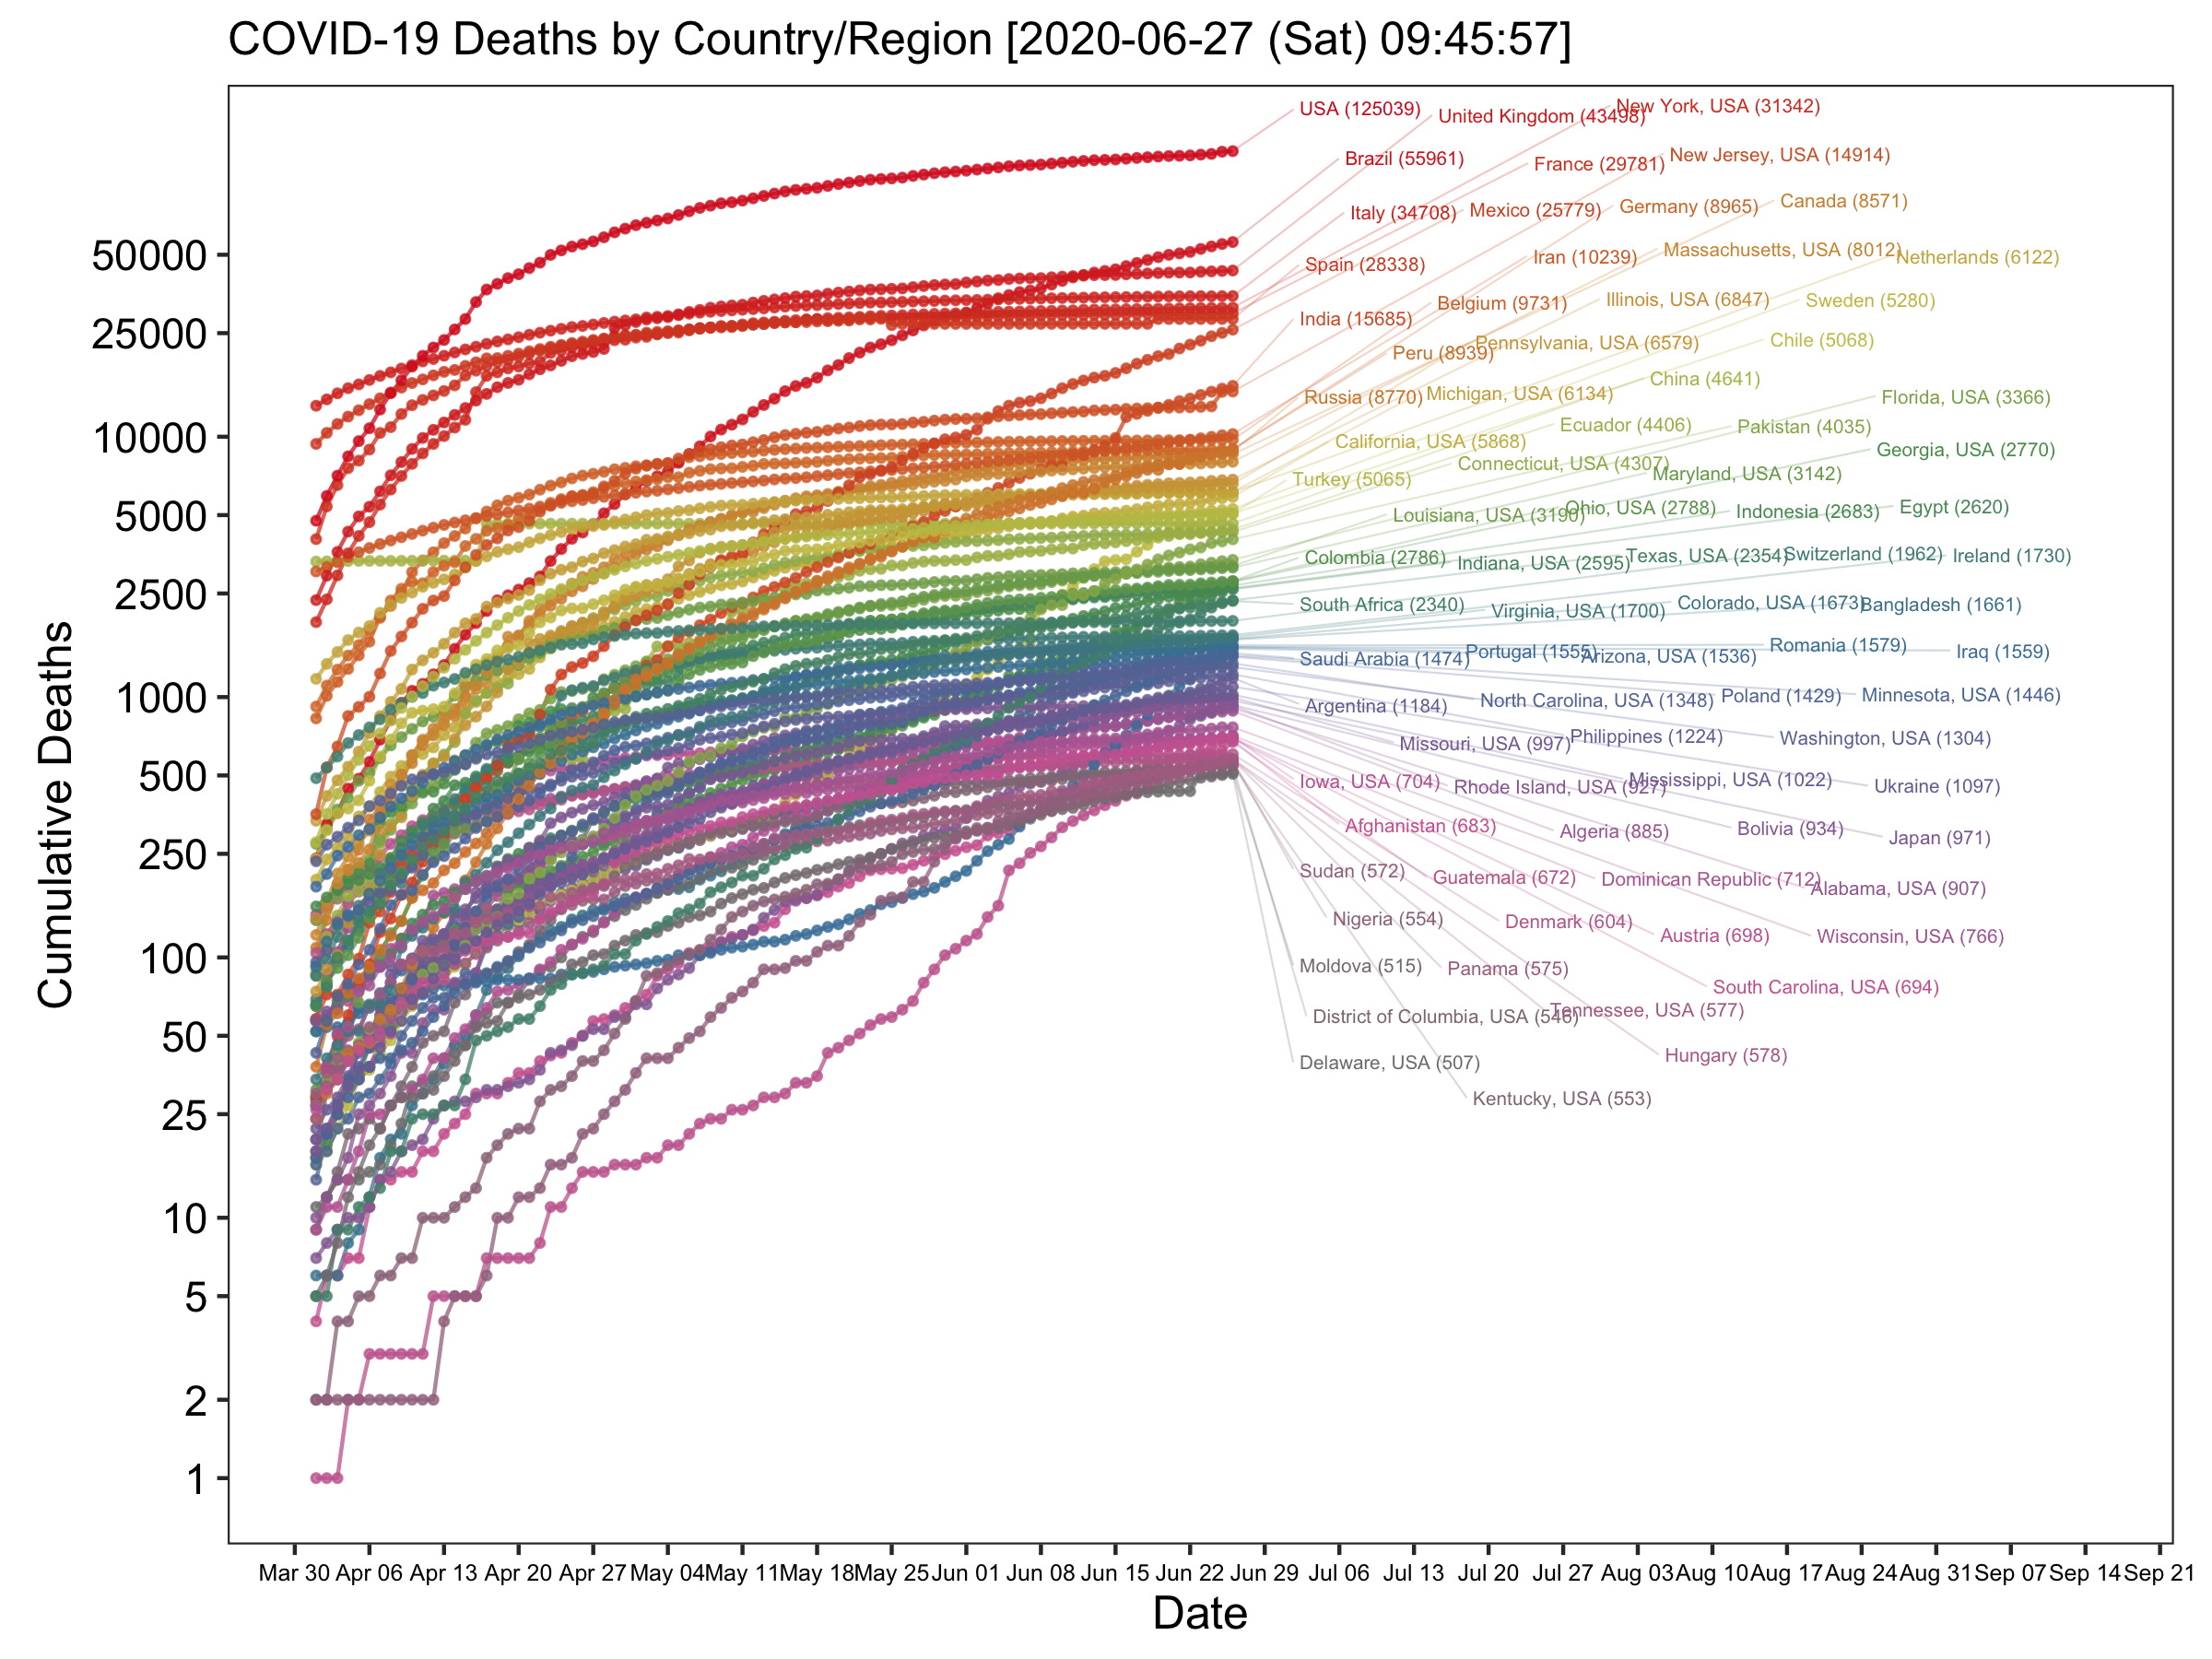 COVID-19 Deaths by Country/Region [2020-06-27 (Sat) 09:45:57]
Cumulative Deaths
50000
25000
10000
5000
2500
1000
500
250
100
50
25
10
5
2
1
USA (125039)
United Kingdom (43498)
New York, USA (31342)
Brazil (55961)
France (29781)
New Jersey, USA (14914)
Italy (34708)
Mexico (25779)
Germany (8965)
Canada (8571)
Spain (28338)
Iran (10239)
Massachusetts, USA (8012)
Netherlands (6122)
India (15685)
Belgium (9731)
Illinois, USA (6847)
Sweden (5280)
Peru (8939)
Pennsylvania, USA (6579)
Chile (5068)
Russia (8770)
Michigan, USA (6134)
China (4641)
Florida, USA (3366)
California, USA (5868)
Ecuador (4406)
Pakistan (4035)
Georgia, USA (2770)
Turkey (5065)
Connecticut, USA (4307)
Maryland, USA (3142)
Louisiana, USA (3190)
Ohio, USA (2788)
Indonesia (2683)
Egypt (2620)
Colombia (2786)
Indiana, USA (2595)
Texas, USA (2354)
Switzerland (1962)
Ireland (1730)
South Africa (2340)
Virginia, USA (1700)
Colorado, USA (1673)
Bangladesh (1661)
Saudi Arabia (1474)
Portugal (1555)
Arizona, USA (1536)
Romania (1579)
Iraq (1559)
Argentina (1184)
North Carolina, USA (1348)
Poland (1429)
Minnesota, USA (1446)
Missouri, USA (997)
Philippines (1224)
Washington, USA (1304)
Iowa, USA (704)
Rhode Island, USA (927)
Mississippi, USA (1022)
Ukraine (1097)
Afghanistan (683)
Algeria (885)
Bolivia (934)
Japan (971)
Sudan (572)
Guatemala (672)
Dominican Republic (712)
Alabama, USA (907)
Nigeria (554)
Denmark (604)
Austria (698)
Wisconsin, USA (766)
Moldova (515)
Panama (575)
South Carolina, USA (694)
District of Columbia, USA (546)
Tennessee, USA (577)
Delaware, USA (507)
Hungary (578)
Kentucky, USA (553)
Mar 30 Apr 06 Apr 13 Apr 20 Apr 27 May 04 May 11 May 18 May 25 Jun 01 Jun 08 Jun 15 Jun 22 Jun 29 Jul 06 Jul 13 Jul 20 Jul 27 Aug 03 Aug 10 Aug 17 Aug 24 Aug 31 Sep 07 Sep 14 Sep 21
Date